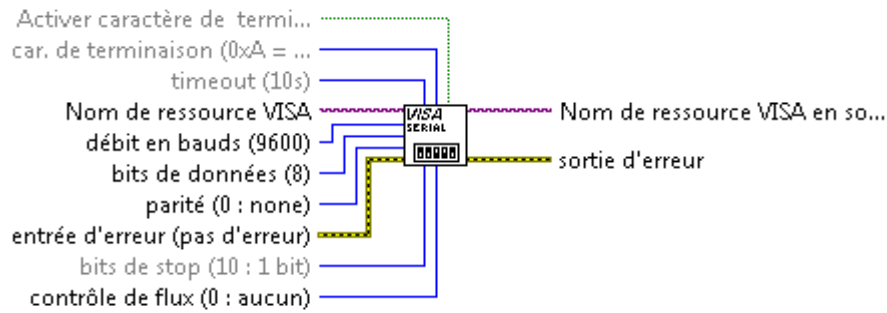 Activer caractère de termi...
car. de terminaison (0xA = ...
timeout (10s)
Nom de ressource VISA
débit en bauds (9600)
bits de données (8)
parité (0 : none)
entrée d'erreur (pas d'erreur)
bits de stop (10 : 1 bit)
contrôle de flux (0 : aucun)
VISA
SERIAL
Nom de ressource VISA en so...
sortie d'erreur